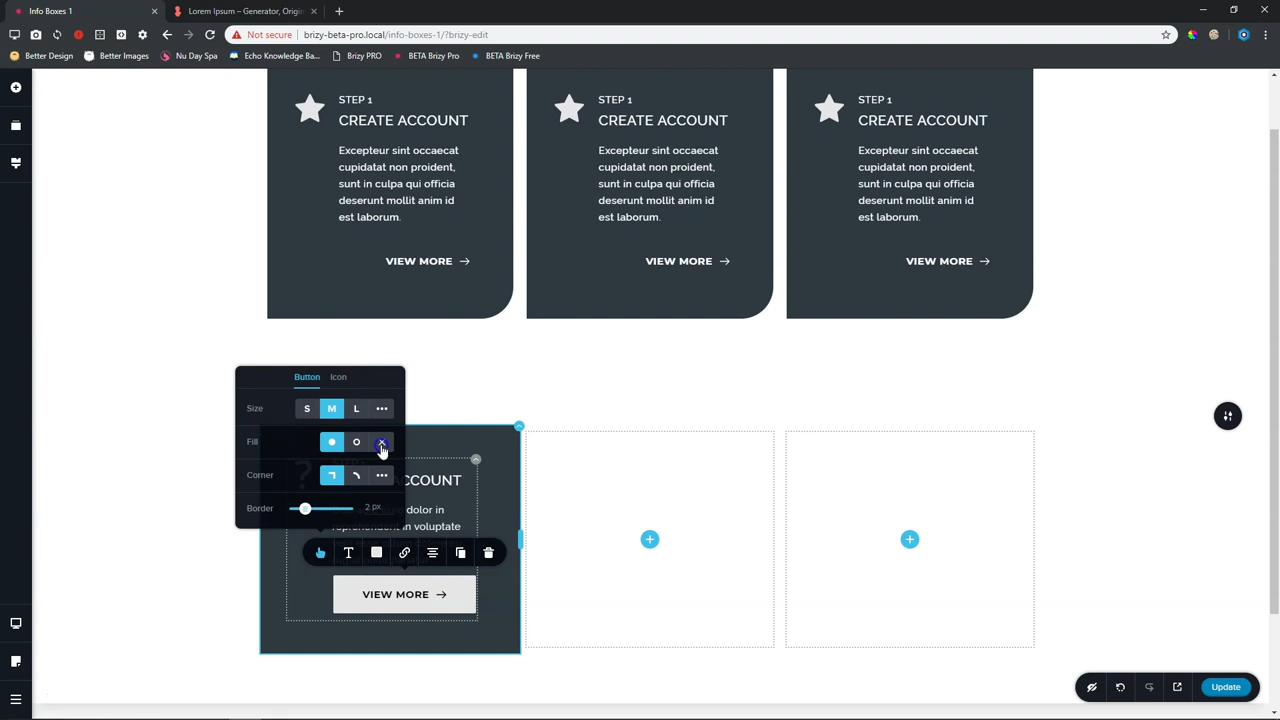 Info Boxes 1
Lorem Ipsum – Generator, Origin
Not secure
brizy-beta-pro.local/info-boxes-1/?brizy-edit
Better Design
Better Images
Nu Day Spa
Echo Knowledge Ba...
Brizy PRO
BETA Brizy Pro
BETA Brizy Free
STEP 1
CREATE ACCOUNT
Excepteur sint occaecat
cupidatat non proident,
sunt in culpa qui officia
deserunt mollit anim id
est laborum.
VIEW MORE
STEP 1
CREATE ACCOUNT
Excepteur sint occaecat
cupidatat non proident,
sunt in culpa qui officia
deserunt mollit anim id
est laborum.
VIEW MORE
STEP 1
CREATE ACCOUNT
Excepteur sint occaecat
cupidatat non proident,
sunt in culpa qui officia
deserunt mollit anim id
est laborum.
VIEW MORE
Button
Icon
Size
S
M
L
Fill
Corner
Border
2 px
CCOUNT
dolor in
reprehenderit in voluptate
VIEW MORE
Update